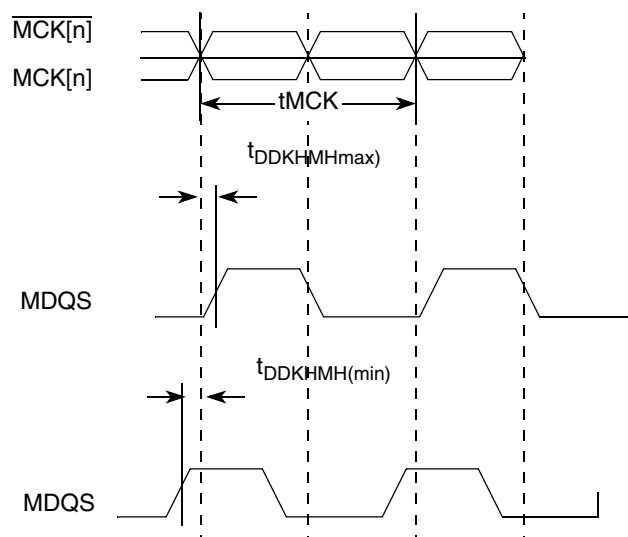 MCK[n]
MCK[n]
tMCK
tDDKHMHmax)
MDQS
tDDKHMH(min)
MDQS